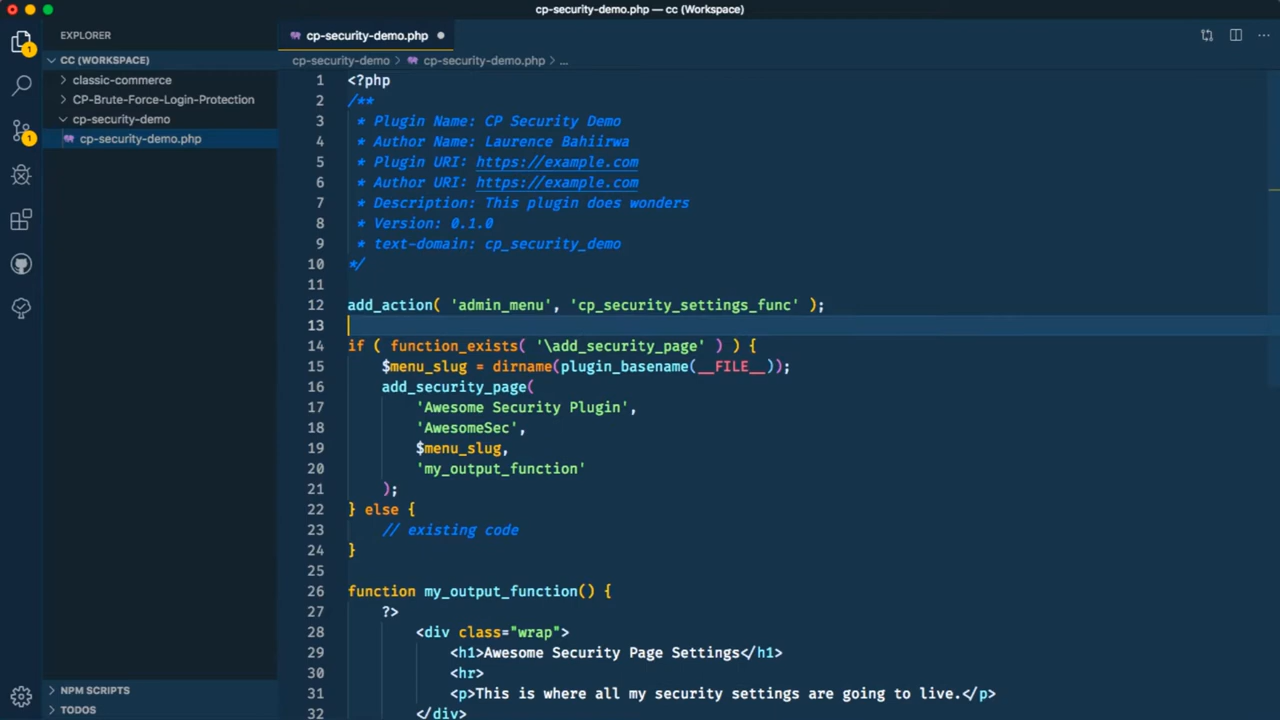 cp-security-demo.php — cc (Workspace)
EXPLORER
CC (WORKSPACE)
classic-commerce
CP-Brute-Force-Login-Protection
cp-security-demo
cp-security-demo.php
1
1
NPM SCRIPTS
TODOS
cp-security-demo.php
cp-security-demo > cp-security-demo.php > ...
1 <?php
2 /**
3 * Plugin Name: CP Security Demo
4 * Author Name: Laurence Bahiirwa
5 * Plugin URI: https://example.com
6 * Author URI: https://example.com
7 * Description: This plugin does wonders
8 * Version: 0.1.0
9 * text-domain: cp_security_demo
10 */
11
12 add_action( 'admin_menu', 'cp_security_settings_func' );
13
14 if ( function_exists( '\add_security_page' ) ) {
15 $menu_slug = dirname(plugin_basename(__FILE__));
16 add_security_page(
17 'Awesome Security Plugin',
18 'AwesomeSec',
19 $menu_slug,
20 'my_output_function'
21 );
22 } else {
23 // existing code
24 }
25
26 function my_output_function() {
27 ?>
28 <div class="wrap">
29 <h1>Awesome Security Page Settings</h1>
30 <hr>
31 <p>This is where all my security settings are going to live.</p>
32 </div>